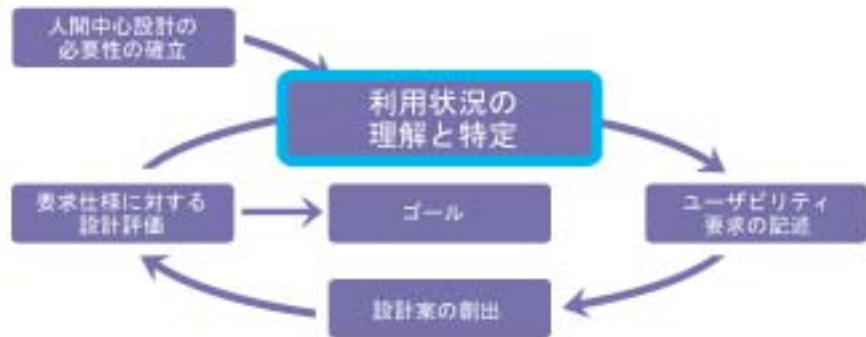 人間中心設計の
必要性の確立
利用状況の
理解と特定
要求仕様に対する
設計評価
ゴール
ユーザビリティ
要求の記述
設計案の創出